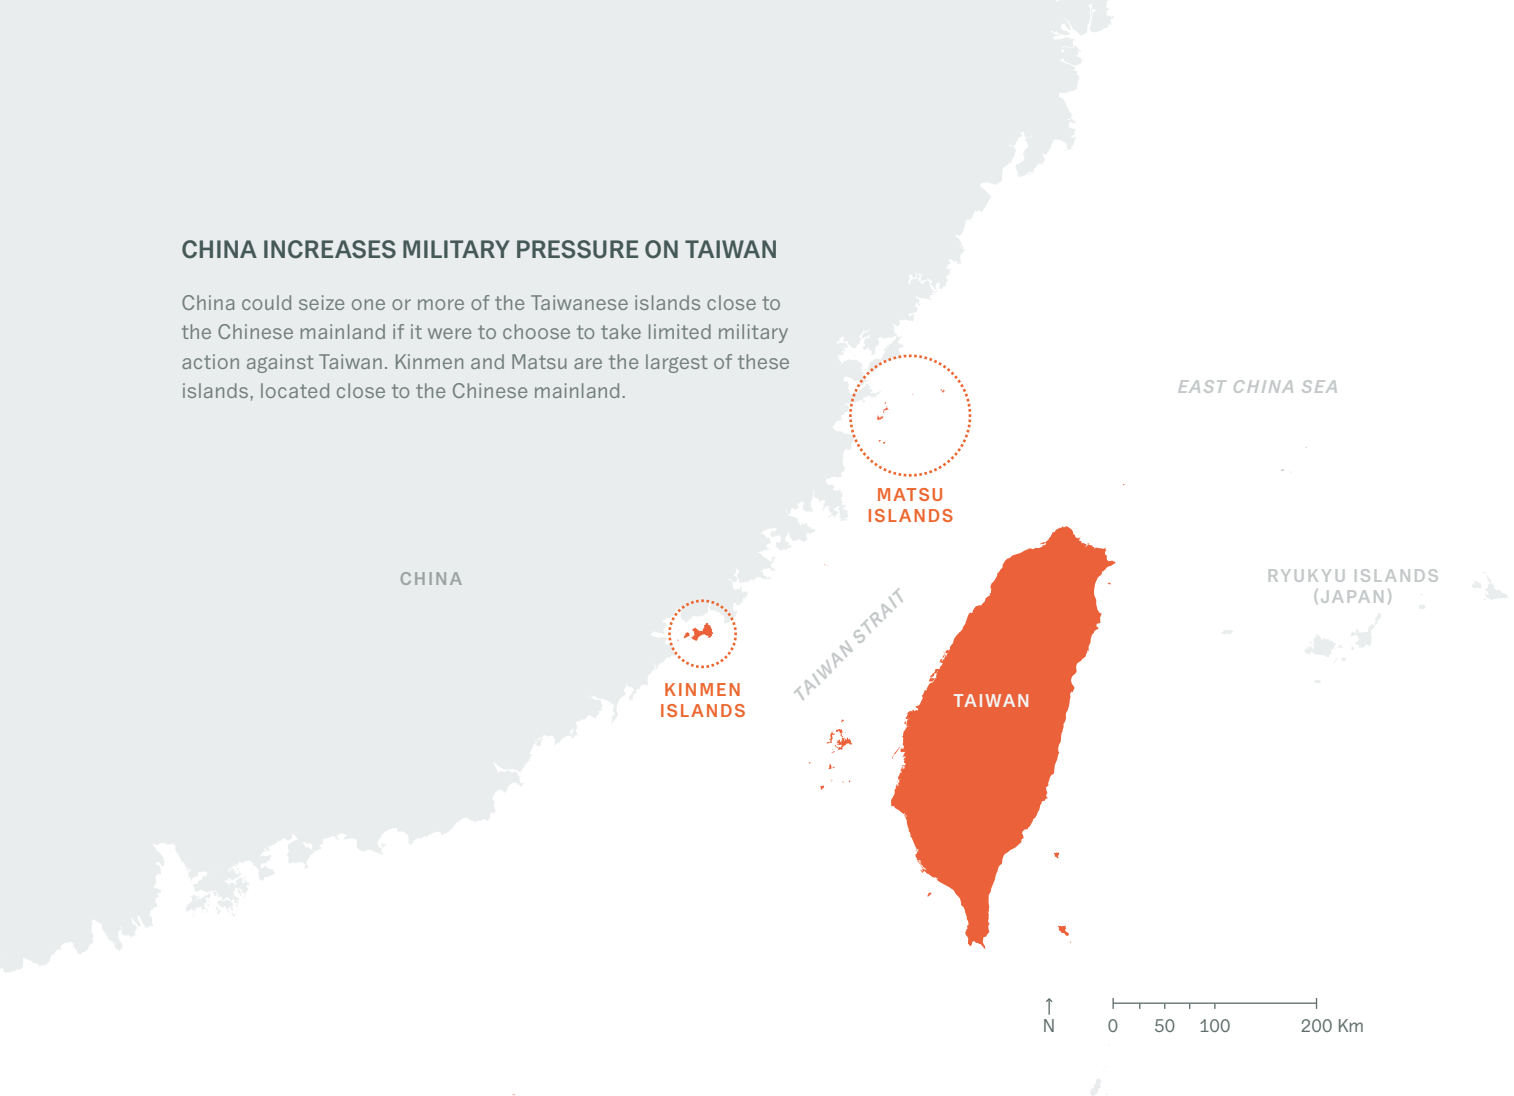 CHINA INCREASES MILITARY PRESSURE ON TAIWAN
China could seize one or more of the Taiwanese islands close to
the Chinese mainland if it were to choose to take limited military
action against Taiwan. Kinmen and Matsu are the largest of these
islands, located close to the Chinese mainland.
EAST CHINA SEA
MATSU
ISLANDS
CHINA
RYUKYU ISLANDS
(JAPAN)
TAIWAN STRAIT
KINMEN
ISLANDS
TAIWAN
N
0 50 100 200 Km